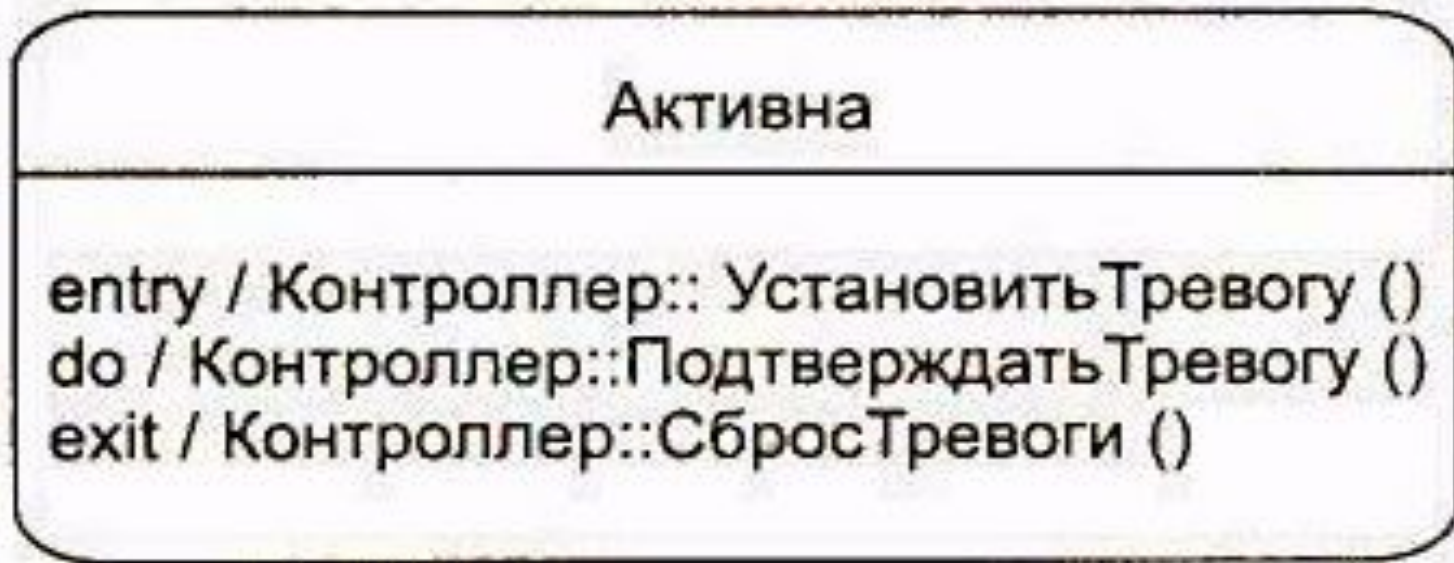 Активна
entry / Контроллер:: УстановитьТревогу ()
do / Контроллер::ПодтверждатьТревогу ()
exit / Контроллер::СбросТревоги ()